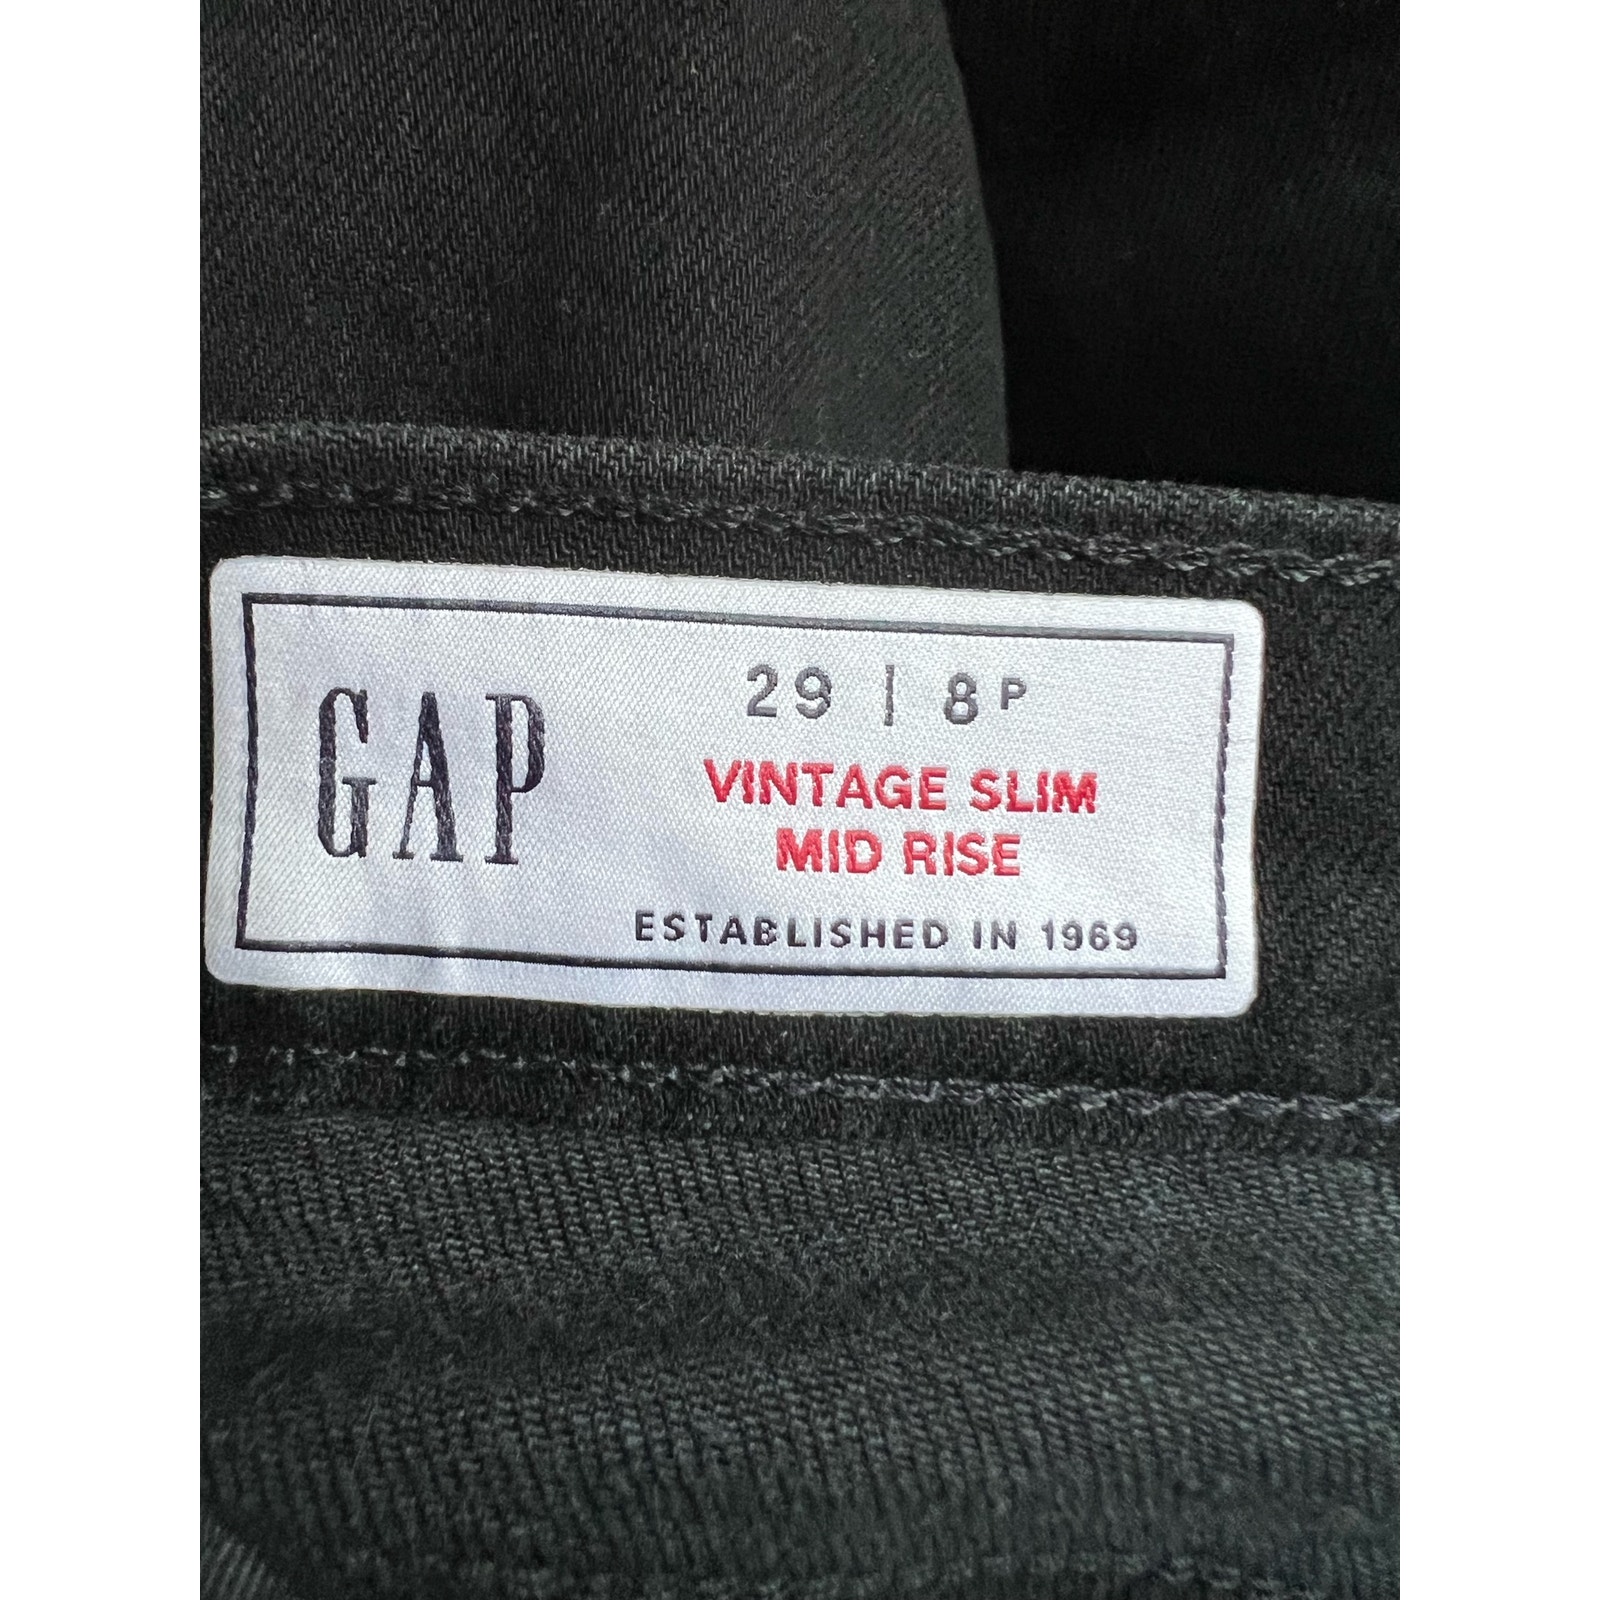 GAP
29 | 8P
VINTAGE SLIM
MID RISE
ESTABLISHED IN 1969